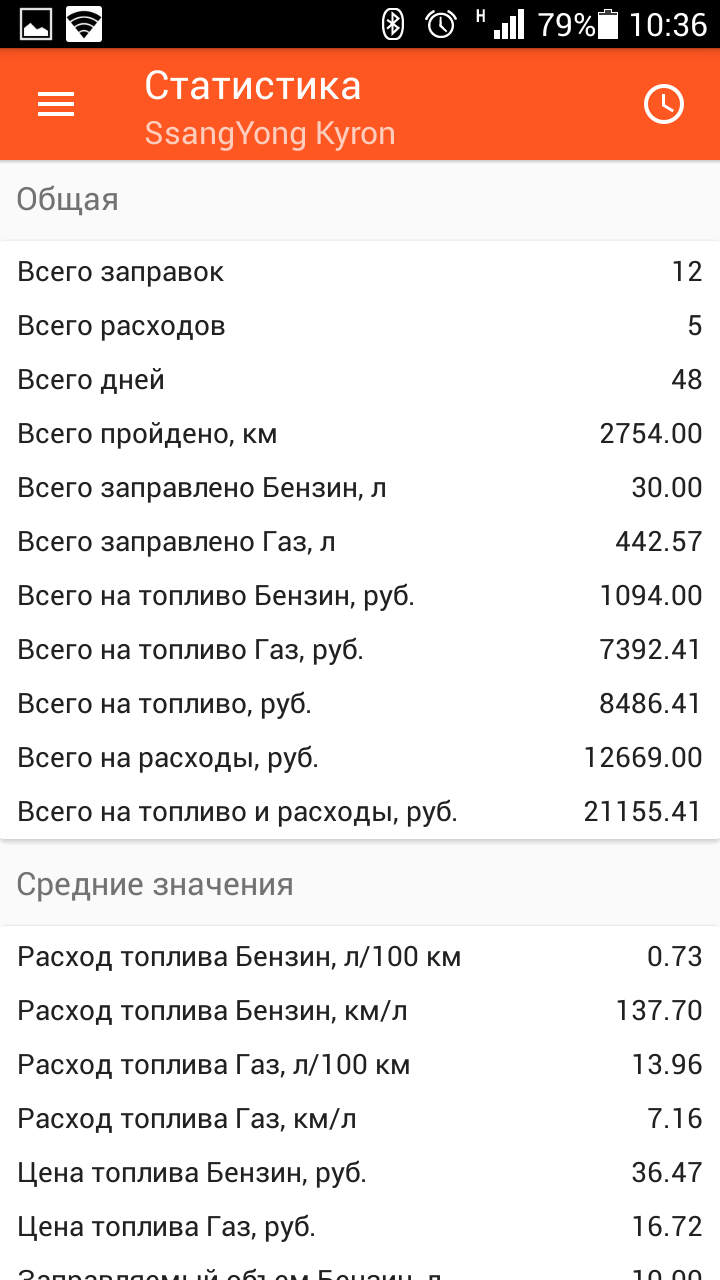 H 79% 10:36
Статистика
SsangYong Kyron
Общая
Всего заправок 12
Всего расходов 5
Всего дней 48
Всего пройдено, км 2754.00
Всего заправлено Бензин, л 30.00
Всего заправлено Газ, л 442.57
Всего на топливо Бензин, руб. 1094.00
Всего на топливо Газ, руб. 7392.41
Всего на топливо, руб. 8486.41
Всего на расходы, руб. 12669.00
Всего на топливо и расходы, руб. 21155.41
Средние значения
Расход топлива Бензин, л/100 км 0.73
Расход топлива Бензин, км/л 137.70
Расход топлива Газ, л/100 км 13.96
Расход топлива Газ, км/л 7.16
Цена топлива Бензин, руб. 36.47
Цена топлива Газ, руб. 16.72
Заправляемый объем Бензин, л 10.00